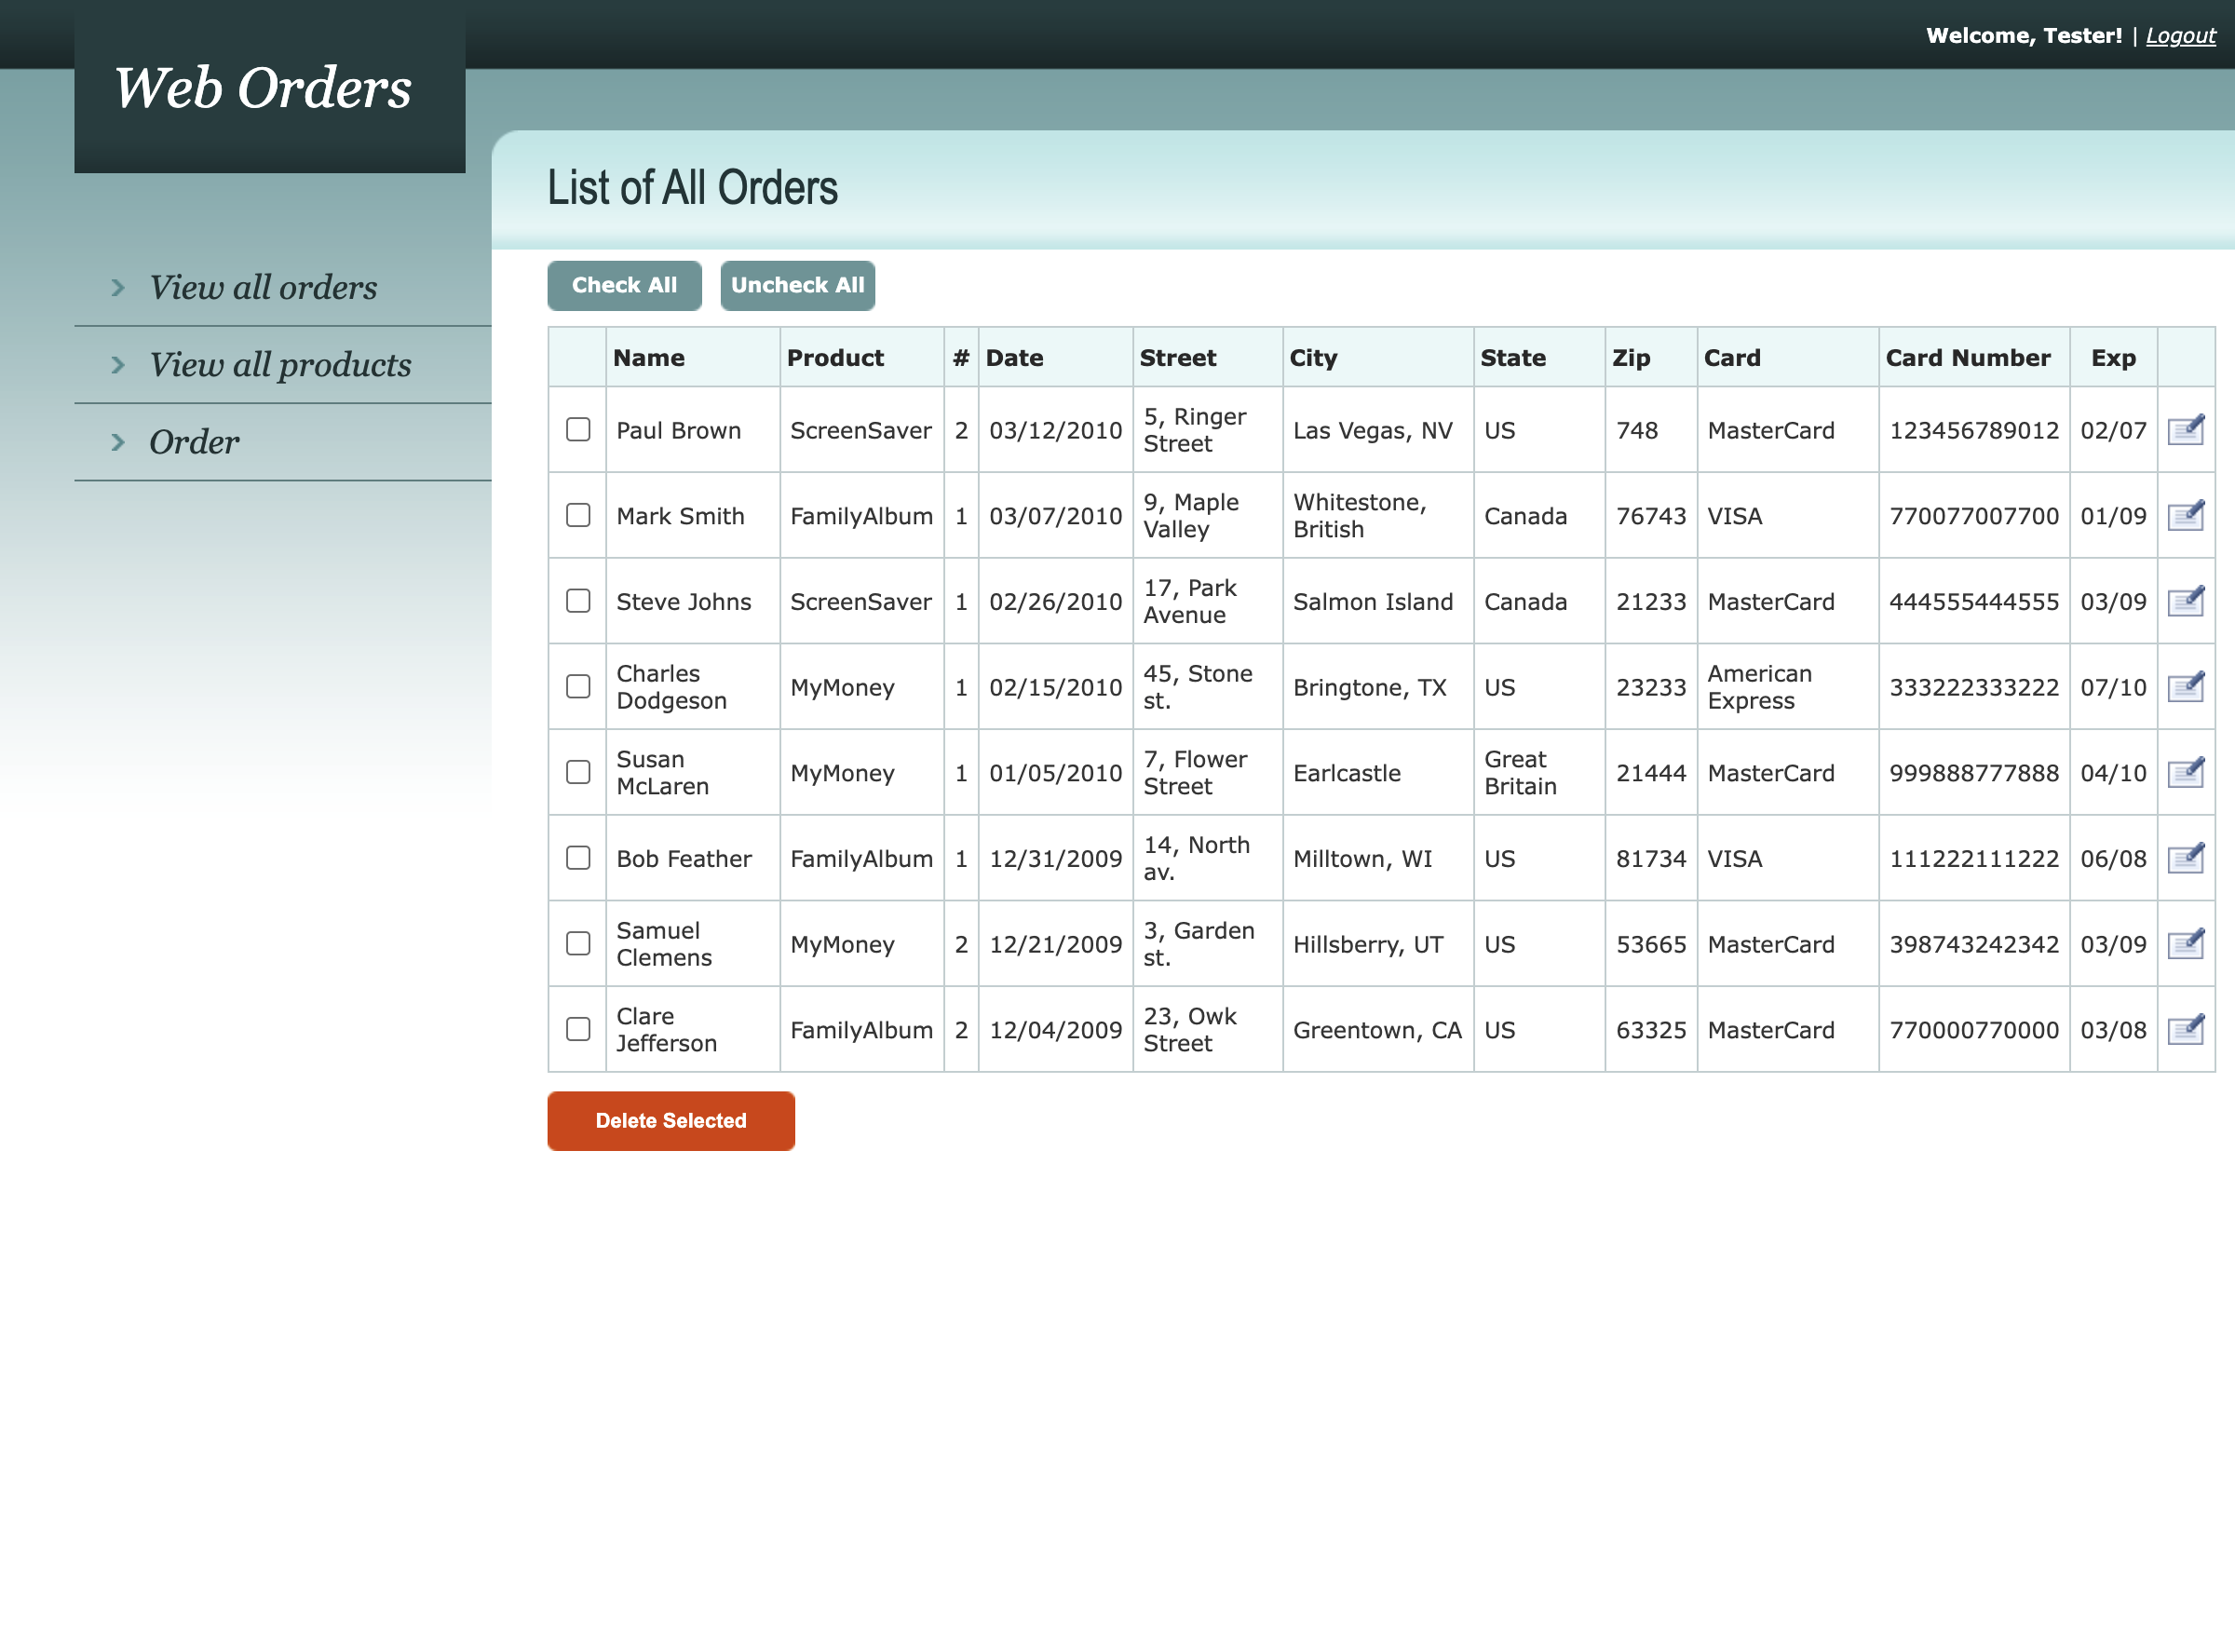 Welcome, Tester! | Logout
Web Orders
List of All Orders
View all orders
View all products
Order
Check All Uncheck All
Name Product # Date Street City State Zip Card Card Number Exp
Paul Brown ScreenSaver 2 03/12/2010 5, Ringer Street Las Vegas, NV US 748 MasterCard 123456789012 02/07
Mark Smith FamilyAlbum 1 03/07/2010 9, Maple Valley Whitestone, British Canada 76743 VISA 770077007700 01/09
Steve Johns ScreenSaver 1 02/26/2010 17, Park Avenue Salmon Island Canada 21233 MasterCard 444555444555 03/09
Charles Dodgeson MyMoney 1 02/15/2010 45, Stone st. Bringtone, TX US 23233 American Express 333222333222 07/10
Susan McLaren MyMoney 1 01/05/2010 7, Flower Street Earlcastle Great Britain 21444 MasterCard 999888777888 04/10
Bob Feather FamilyAlbum 1 12/31/2009 14, North av. Milltown, WI US 81734 VISA 111222111222 06/08
Samuel Clemens MyMoney 2 12/21/2009 3, Garden st. Hillsberry, UT US 53665 MasterCard 398743242342 03/09
Clare Jefferson FamilyAlbum 2 12/04/2009 23, Owk Street Greentown, CA US 63325 MasterCard 770000770000 03/08
Delete Selected